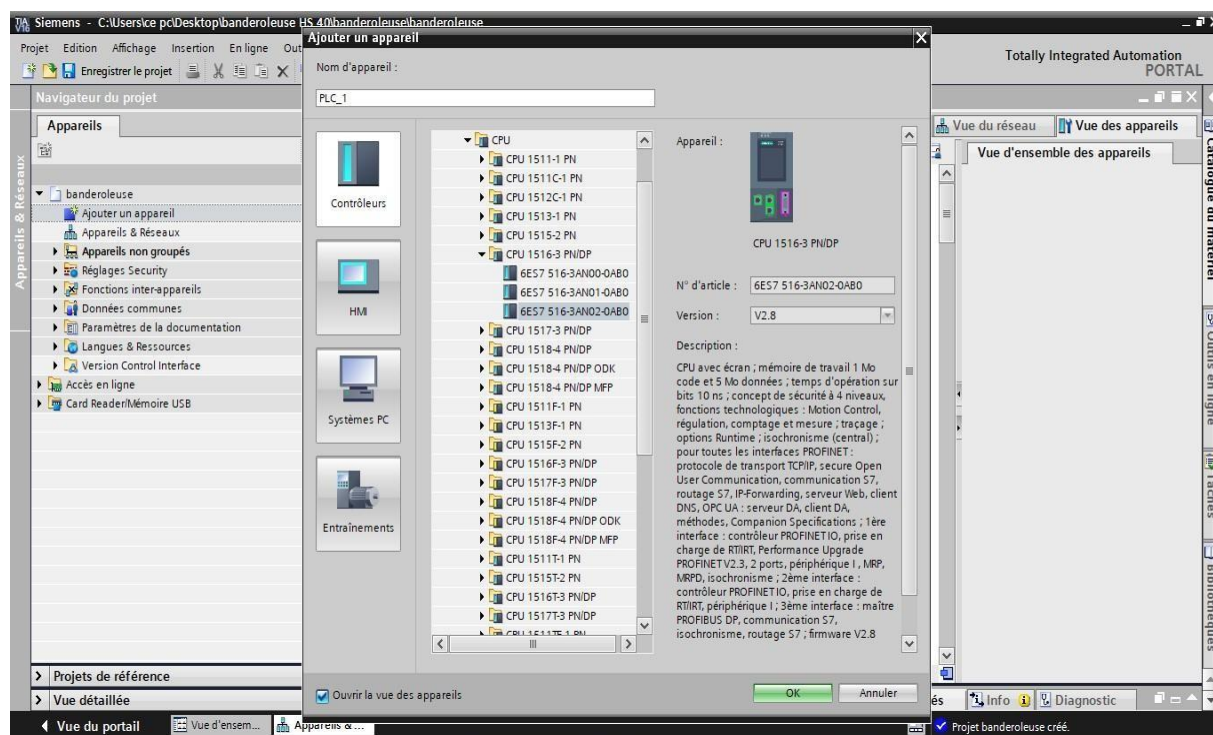 Siemens - C:\Users\ce pc\Desktop\banderoleuse HS 40\banderoleuse\banderoleuse
Projet Edition Affichage Insertion En ligne
Enregistrer le projet
Totally Integrated Automation
PORTAL
Navigateur du projet
Appareils
Appareils & Réseaux
banderoleuse
Ajouter un appareil
Appareils & Réseaux
Appareils non groupés
Réglages Security
Fonctions inter-appareils
Données communes
Paramètres de la documentation
Langues & Ressources
Version Control Interface
Accès en ligne
Card Reader/Mémoire USB
Projets de référence
Vue détaillée
Ajouter un appareil
Nom d'appareil :
PLC_1
Contrôleurs
HMI
Systèmes PC
Entraînements
CPU
CPU 1511-1 PN
CPU 1511C-1 PN
CPU 1512C-1 PN
CPU 1513-1 PN
CPU 1515-2 PN
CPU 1516-3 PN/DP
6ES7 516-3AN00-0AB0
6ES7 516-3AN01-0AB0
6ES7 516-3AN02-0AB0
CPU 1517-3 PN/DP
CPU 1518-4 PN/DP
CPU 1518-4 PN/DP ODK
CPU 1518-4 PN/DP MFP
CPU 1511F-1 PN
CPU 1513F-1 PN
CPU 1515F-2 PN
CPU 1516F-3 PN/DP
CPU 1517F-3 PN/DP
CPU 1518F-4 PN/DP
CPU 1518F-4 PN/DP ODK
CPU 1518F-4 PN/DP MFP
CPU 1511T-1 PN
CPU 1515T-2 PN
CPU 1516T-3 PN/DP
CPU 1517T-3 PN/DP
CPU 1511TF-1 PN
Appareil :
CPU 1516-3 PN/DP
N° d'article : 6ES7 516-3AN02-0AB0
Version : V2.8
Description :
CPU avec écran ; mémoire de travail 1 Mo
code et 5 Mo données ; temps d'opération sur
bits 10 ns ; concept de sécurité à 4 niveaux,
fonctions technologiques : Motion Control,
régulation, comptage et mesure ; traçage ;
options Runtime ; isochronisme (central) ;
pour toutes les interfaces PROFINET :
protocole de transport TCP/IP, secure Open
User Communication, communication S7,
routage S7, IP-Forwarding, serveur Web, client
DNS, OPC UA : serveur DA, client DA,
méthodes, Companion Specifications ; 1ère
interface : contrôleur PROFINET IO, prise en
charge de RT/IRT, Performance Upgrade
PROFINET V2.3, 2 ports, périphérique I , MRP,
MRPD, isochronisme ; 2ème interface :
contrôleur PROFINET IO, prise en charge de
RT/IRT, périphérique I ; 3ème interface : maître
PROFIBUS DP, communication S7,
isochronisme, routage S7 ; firmware V2.8
Ouvrir la vue des appareils
OK
Annuler
Vue du réseau
Vue des appareils
Vue d'ensemble des appareils
Catalogue du matériel
Outils en ligne
Tâches
Bibliothèques
Info
Diagnostic
Vue du portail
Vue d'ensem...
Appareils & ...
Projet banderoleuse créé.